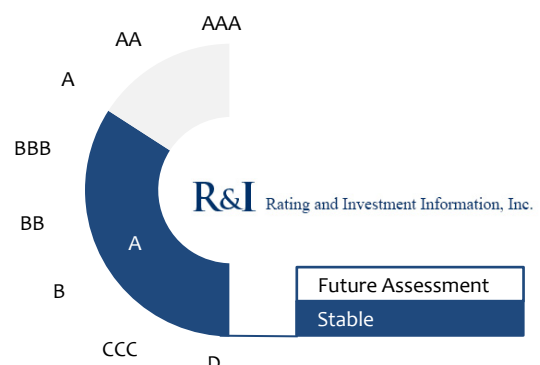 AAA
AA
A
BBB
BB
A
B
CCC
D
R&I Rating and Investment Information, Inc.
Future Assessment
Stable